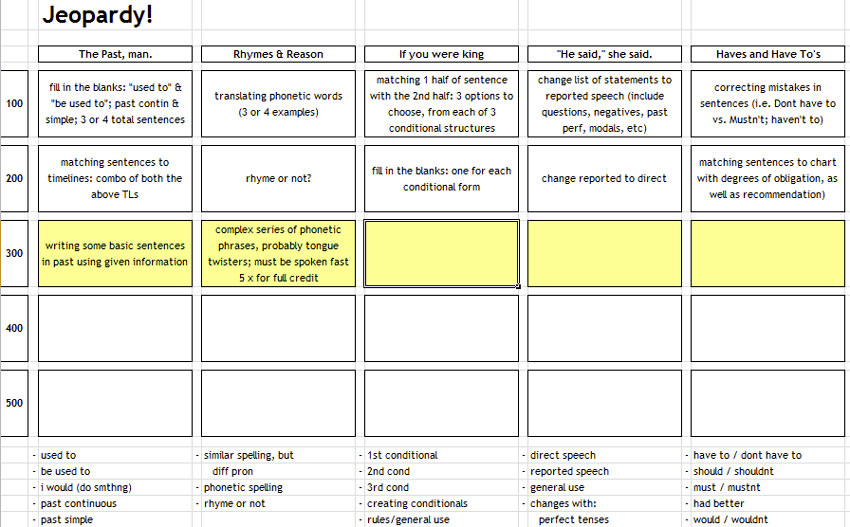 Jeopardy!
The Past, man.
Rhymes & Reason
If you were king
"He said," she said.
Haves and Have To's
100
fill in the blanks: "used to" &
"be used to"; past contin &
simple; 3 or 4 total sentences
translating phonetic words
(3 or 4 examples)
matching 1 half of sentence
with the 2nd half: 3 options to
choose, from each of 3
conditional structures
change list of statements to
reported speech (include
questions, negatives, past
perf, modals, etc)
correcting mistakes in
sentences (i.e. Dont have to
vs. Mustn't; haven't to)
200
matching sentences to
timelines: combo of both the
above TLs
rhyme or not?
fill in the blanks: one for each
conditional form
change reported to direct
matching sentences to chart
with degrees of obligation, as
well as recommendation)
300
writing some basic sentences
in past using given information
complex series of phonetic
phrases, probably tongue
twisters; must be spoken fast
5 x for full credit
400
500
- used to
- be used to
- i would (do smthng)
- past continuous
- past simple
- similar spelling, but
diff pron
- phonetic spelling
- rhyme or not
- 1st conditional
- 2nd cond
- 3rd cond
- creating conditionals
- rules/general use
- direct speech
- reported speech
- general use
- changes with:
perfect tenses
- have to / dont have to
- should / shouldnt
- must / mustnt
- had better
- would / wouldnt